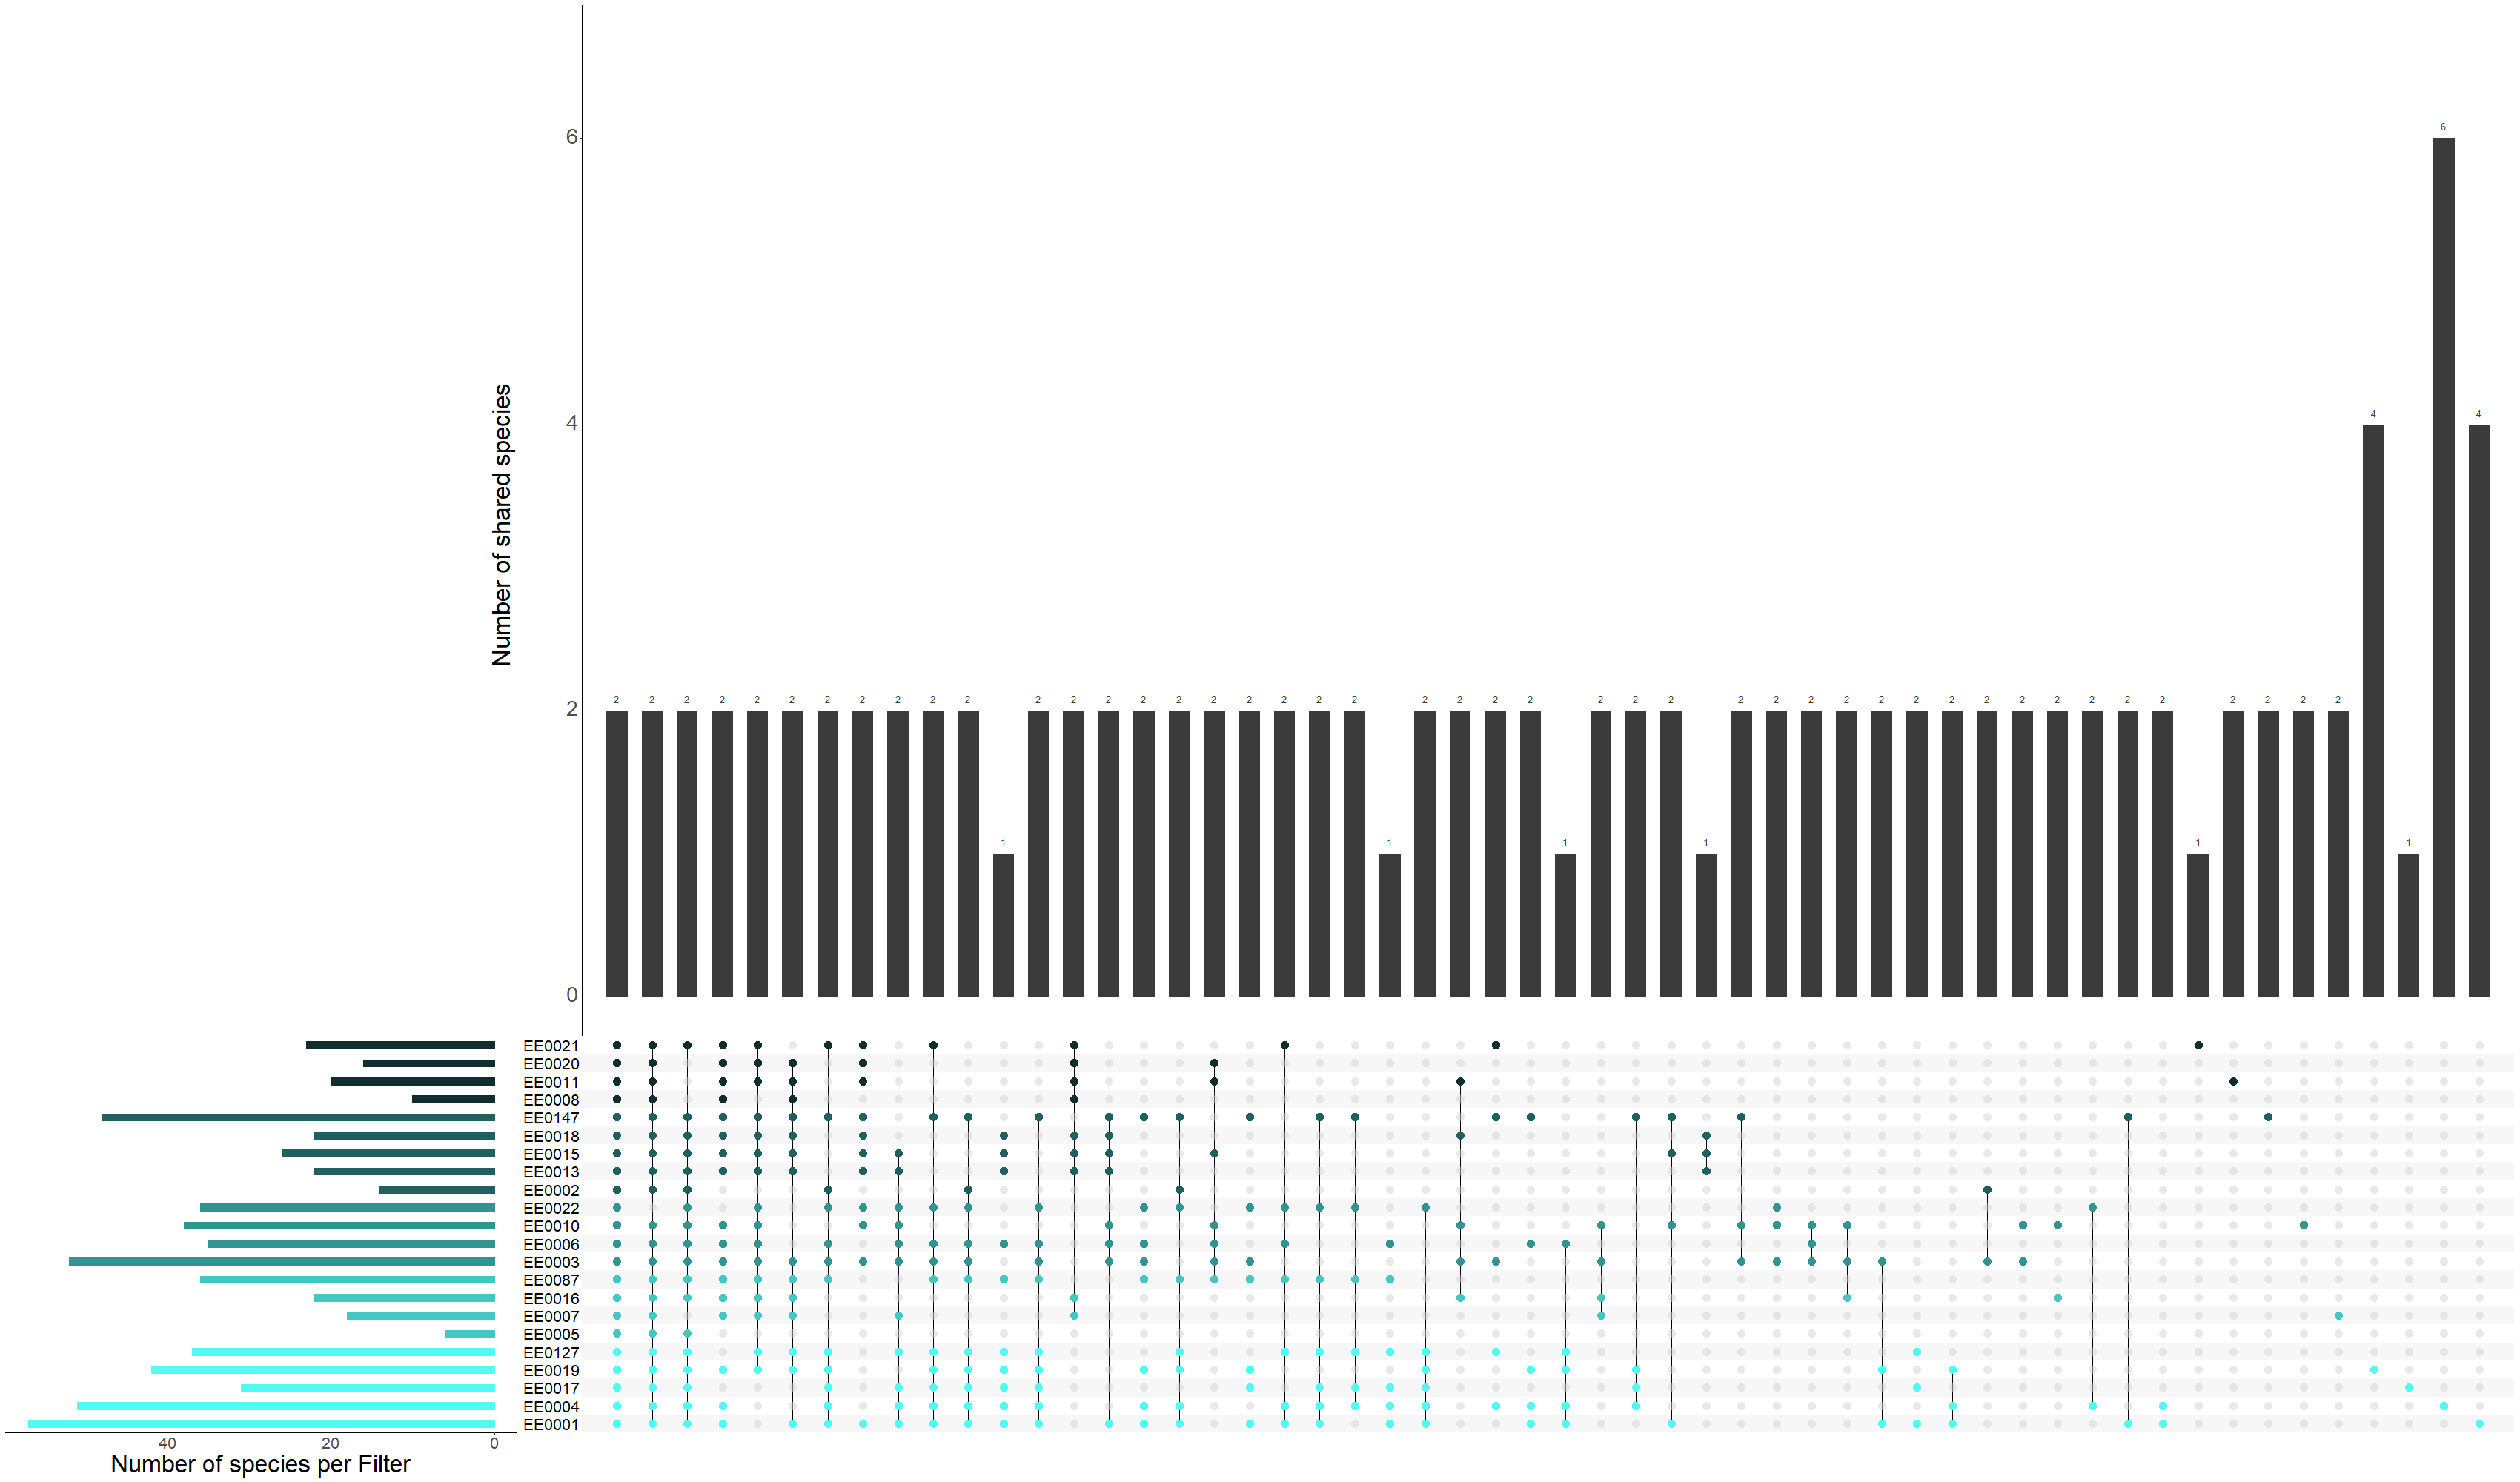 6
6
4 4
4
Number of shared species
2 2 2 2 2 2 2 2 2 2 2 2 2 2 2 2 2 2 2 2 2 2 2 2 2 2 2 2 2 2 2 2 2 2 2 2 2 2 2 2 2 2 2 2 2
2
1 1 1 1 1 1
0
EE0021
EE0020
EE0011
EE0008
EE0147
EE0018
EE0015
EE0013
EE0002
EE0022
EE0010
EE0006
EE0003
EE0087
EE0016
EE0007
EE0005
EE0127
EE0019
EE0017
EE0004
EE0001
40 20 0
Number of species per Filter